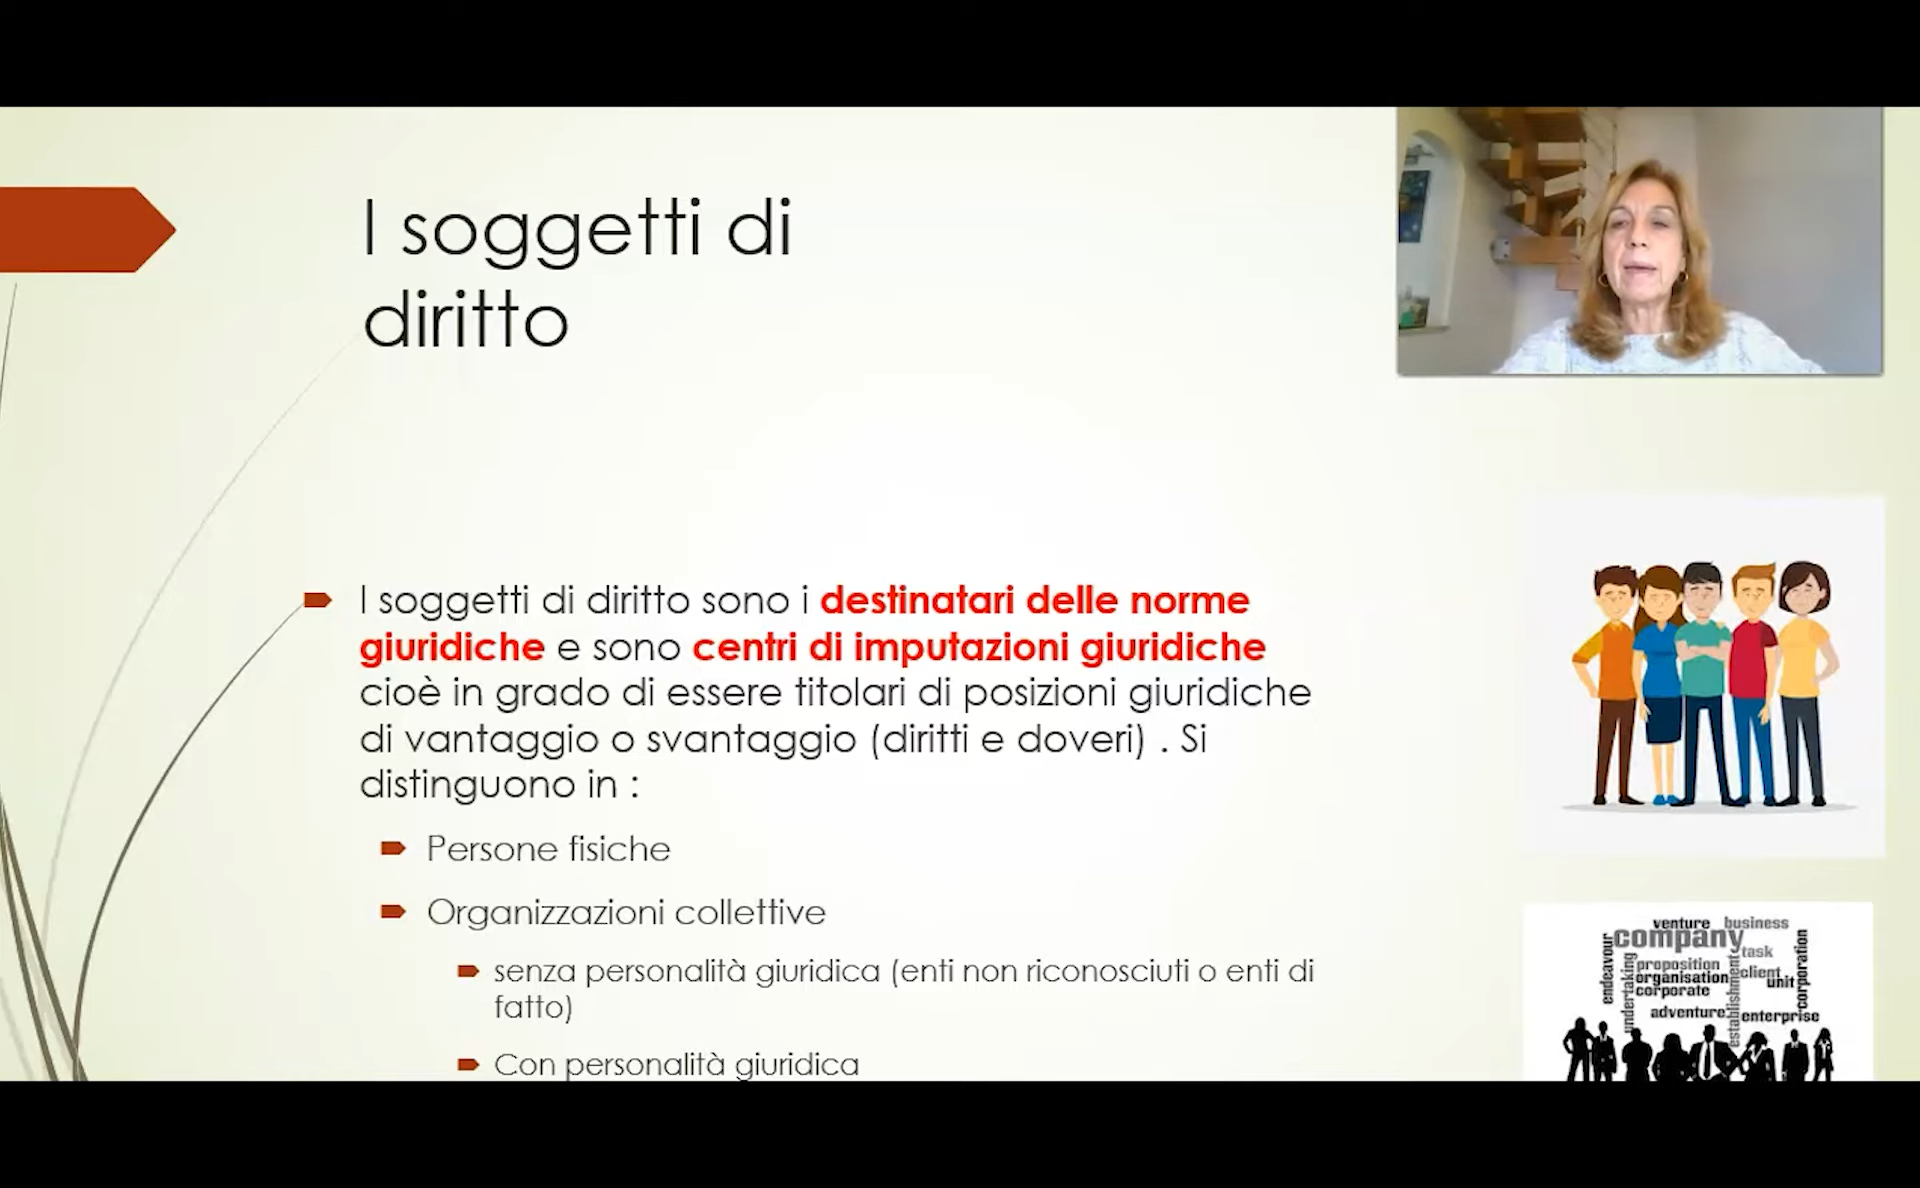 I soggetti di
diritto
I soggetti di diritto sono i destinatari delle norme
giuridiche e sono centri di imputazioni giuridiche
cioè in grado di essere titolari di posizioni giuridiche
di vantaggio o svantaggio (diritti e doveri) . Si
distinguono in :
Persone fisiche
Organizzazioni collettive
senza personalità giuridica (enti non riconosciuti o enti di
fatto)
Con personalità giuridica
venture business
company
task
endeavour
undertaking
proposition
organisation
corporate
establishment
client
unit
corporation
adventure
enterprise